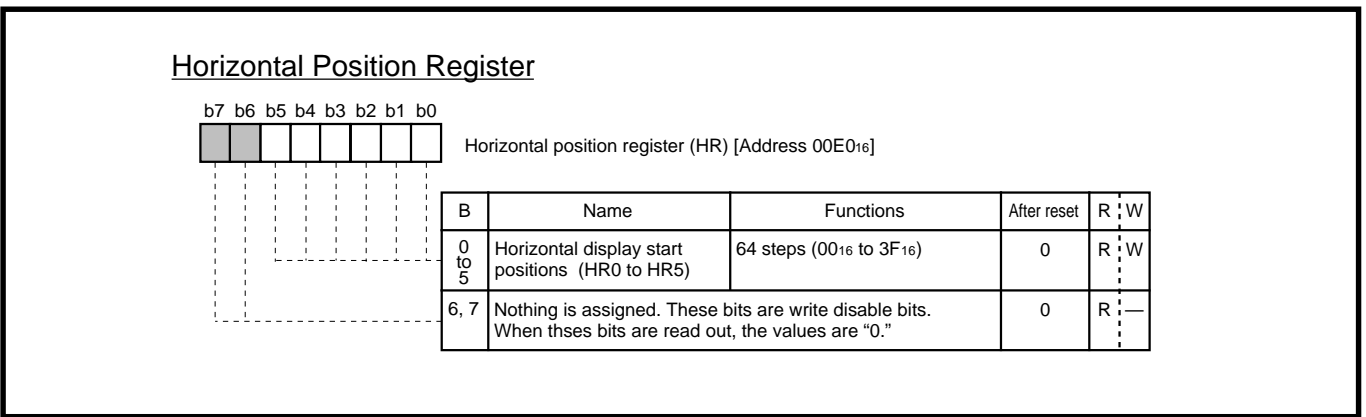 Horizontal Position Register
b7 b6 b5 b4 b3 b2 b1 b0
Horizontal position register (HR) [Address 00E016]
B Name Functions After reset R W
0 to 5 Horizontal display start positions (HR0 to HR5) 64 steps (0016 to 3F16) 0 R W
6, 7 Nothing is assigned. These bits are write disable bits.
When thses bits are read out, the values are “0.” 0 R —